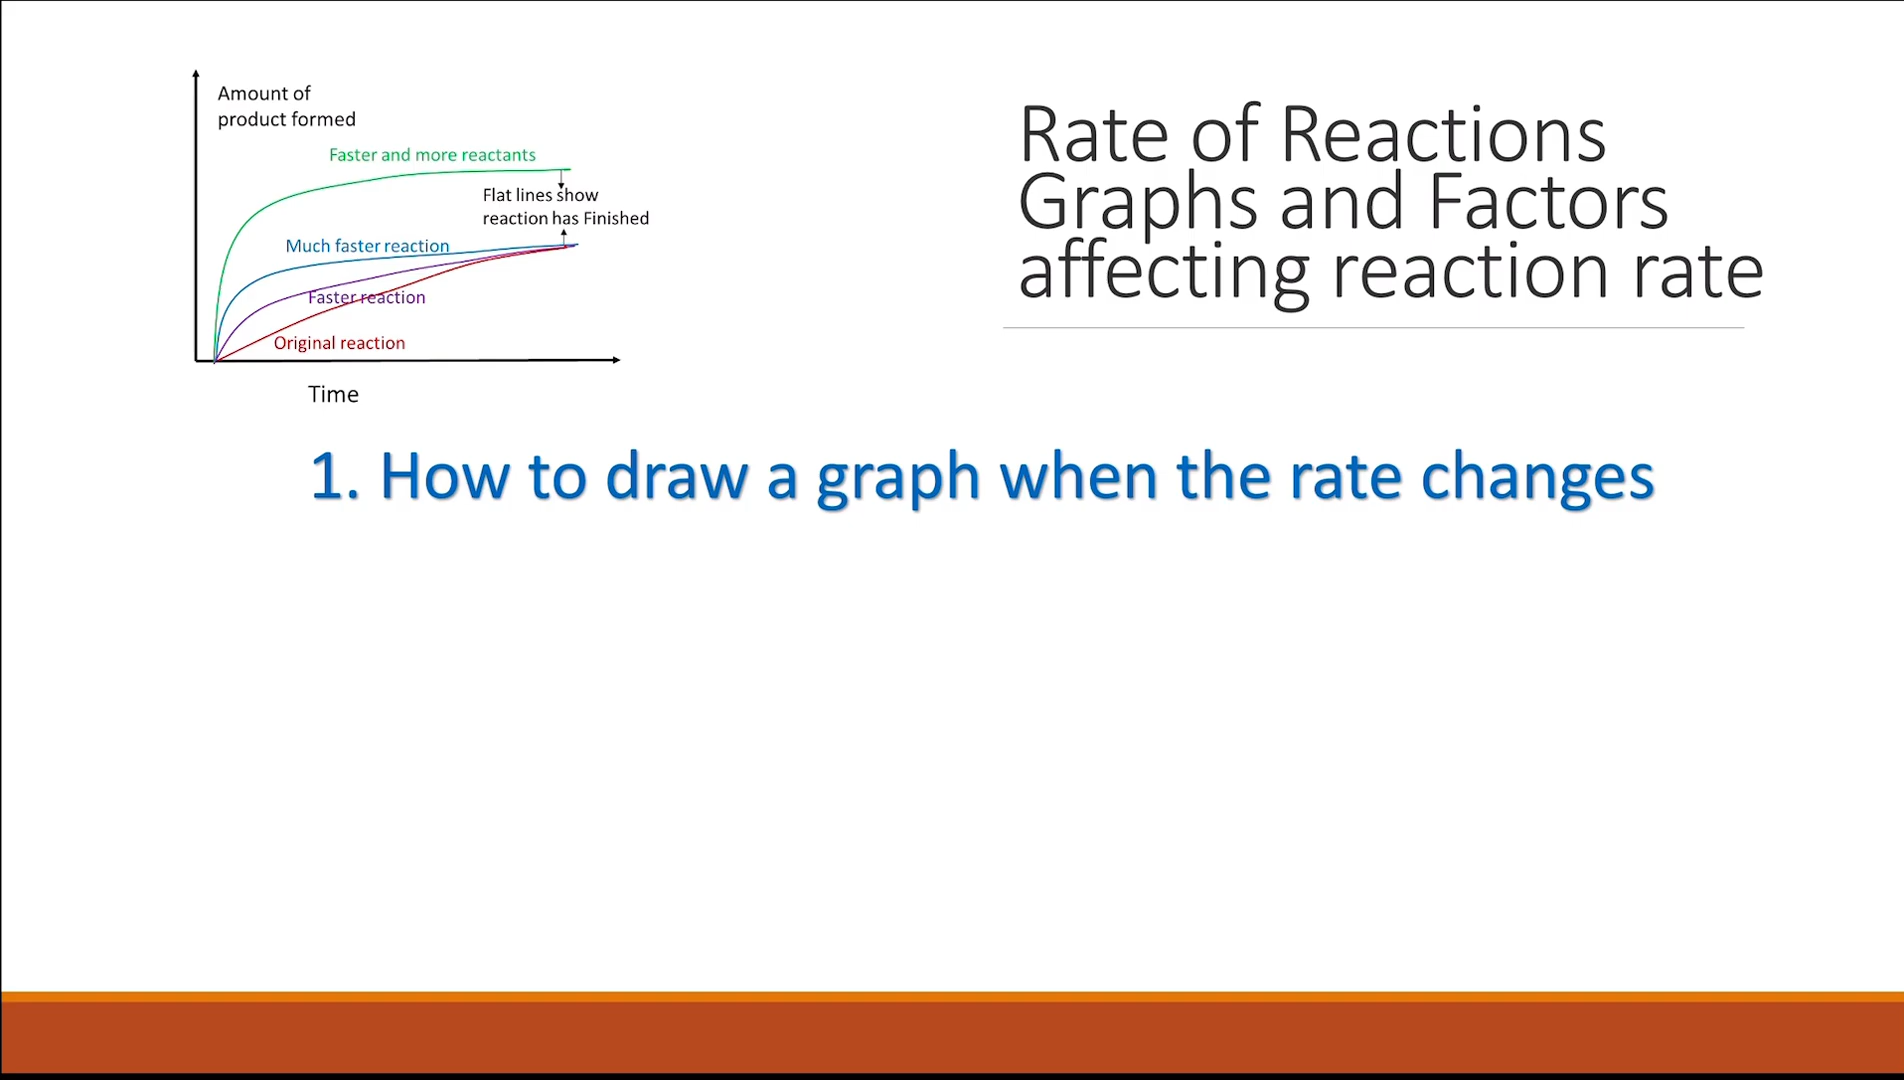 Amount of
product formed
Faster and more reactants
Flat lines show
reaction has Finished
Much faster reaction
Faster reaction
Original reaction
Time
Rate of Reactions
Graphs and Factors
affecting reaction rate
1. How to draw a graph when the rate changes